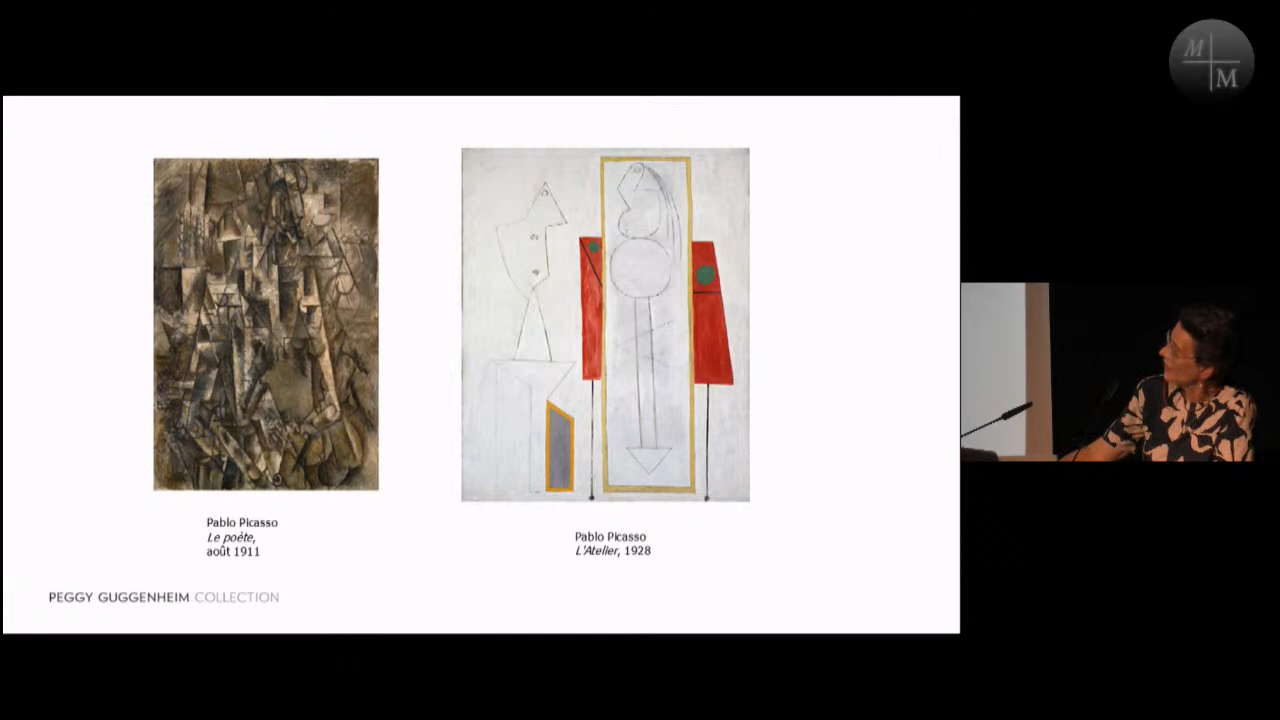 M
M
Pablo Picasso
Le poète,
août 1911
Pablo Picasso
L'Atelier, 1928
PEGGY GUGGENHEIM COLLECTION